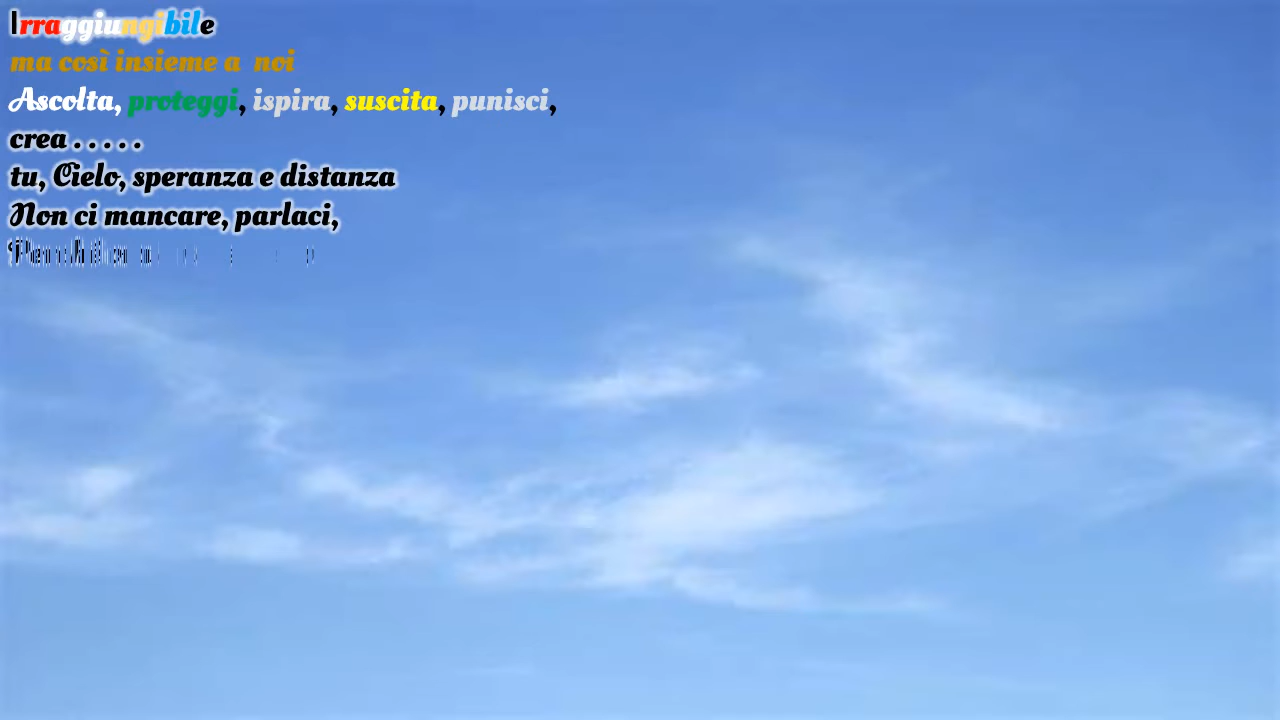 Irraggiungibile
ma così insieme a noi
Ascolta, proteggi, ispira, suscita, punisci,
crea . . . . .
tu, Cielo, speranza e distanza
Non ci mancare, parlaci,